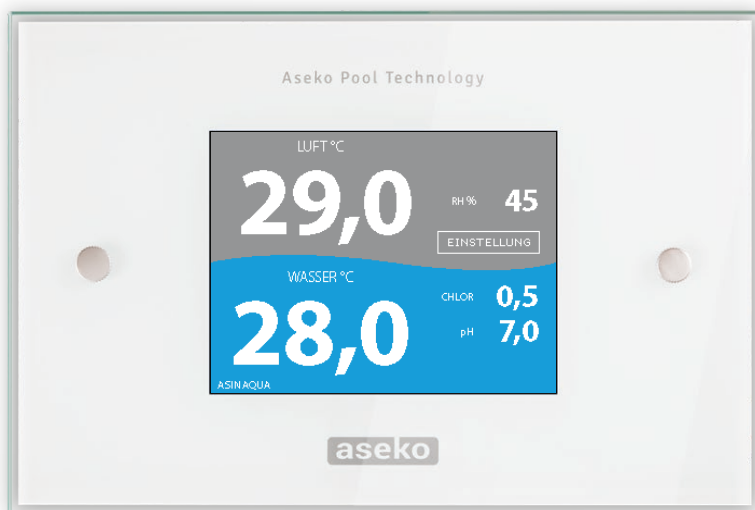 Aseko Pool Technology
LUFT °C
29,0
RH % 45
EINSTELLUNG
WASSER °C
28,0
CHLOR 0,5
pH 7,0
ASIN AQUA
aseko